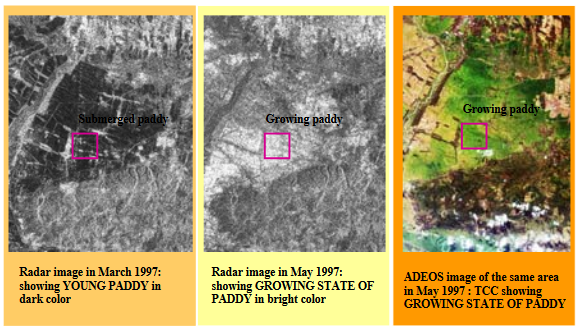 Submerged paddy
Growing paddy
Growing paddy
Radar image in March 1997:
showing YOUNG PADDY in
dark color
Radar image in May 1997:
showing GROWING STATE OF
PADDY in bright color
ADEOS image of the same area
in May 1997 : TCC showing
GROWING STATE OF PADDY